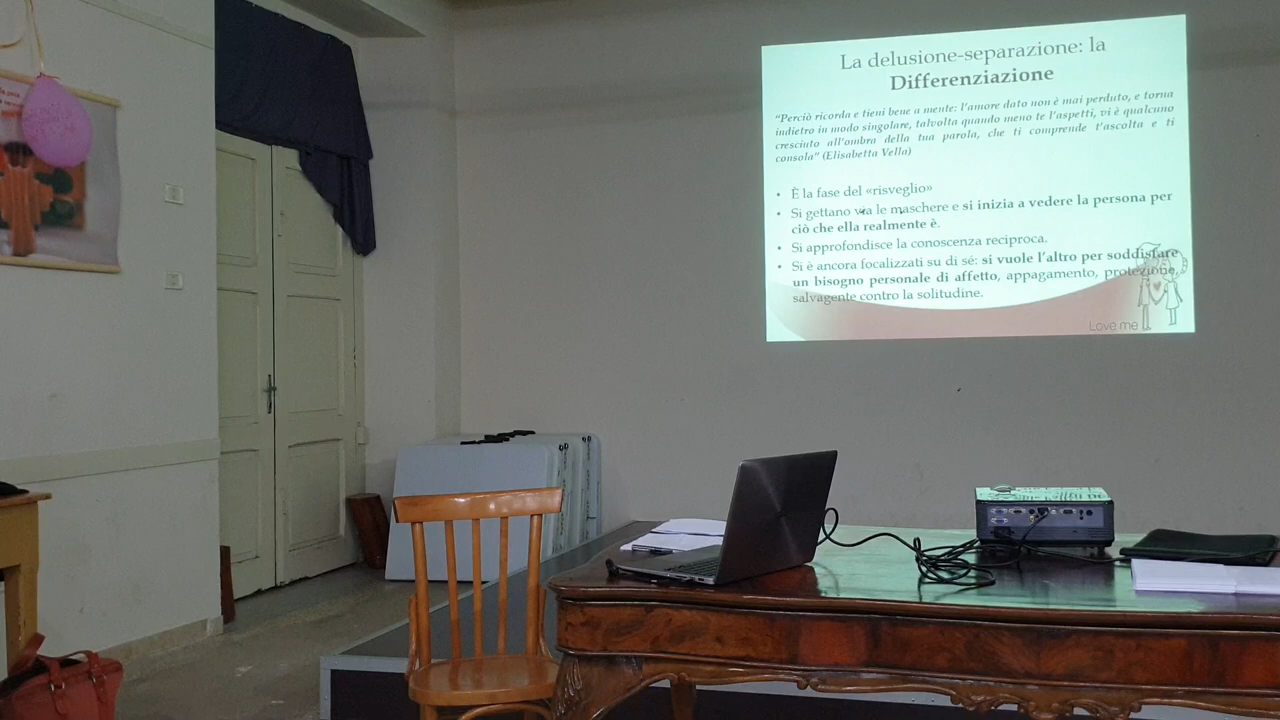 La delusione-separazione: la
Differenziazione
“Perciò ricorda e tieni bene a mente: l’amore dato non è mai perduto, e torna
indietro in modo singolare, talvolta quando meno te l’aspetti, vi è qualcuno
cresciuto all’ombra della tua parola, che ti comprende t’ascolta e ti
consola” (Elisabetta Vella)
• È la fase del «risveglio»
• Si gettano via le maschere e si inizia a vedere la persona per
ciò che ella realmente è.
• Si approfondisce la conoscenza reciproca.
• Si è ancora focalizzati su di sé: si vuole l’altro per soddisfare
un bisogno personale di affetto, appagamento, protezione,
salvagente contro la solitudine.
Love me